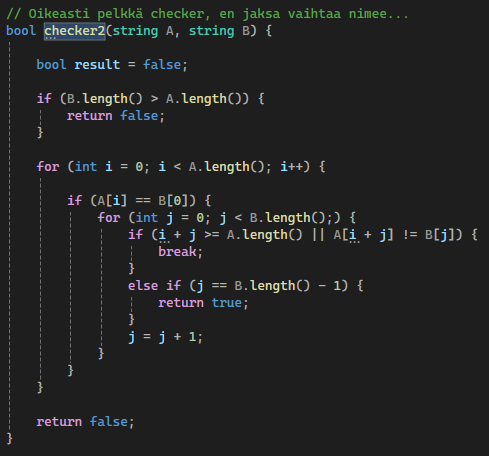 // Oikeasti pelkkä checker, en jaksa vaihtaa nimee...
bool checker2(string A, string B) {
bool result = false;
if (B.length() > A.length()) {
return false;
}
for (int i = 0; i < A.length(); i++) {
if (A[i] == B[0]) {
for (int j = 0; j < B.length();) {
if (i + j >= A.length() || A[i + j] != B[j]) {
break;
}
else if (j == B.length() - 1) {
return true;
}
j = j + 1;
}
}
}
return false;
}